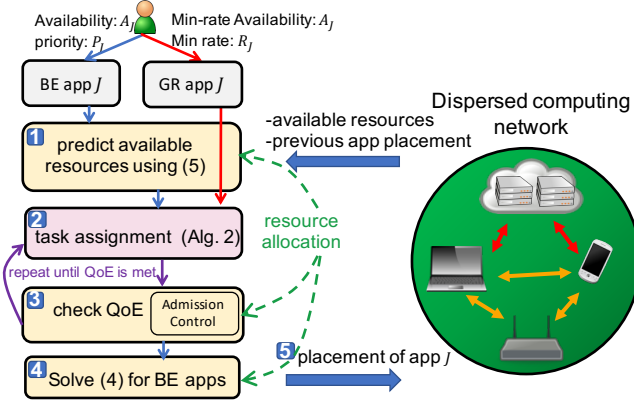 Availability: A_J
priority: P_J
Min-rate Availability: A_J
Min rate: R_J
BE app J
GR app J
1
predict available
resources using (5)
-available resources
-previous app placement
Dispersed computing
network
2
task assignment (Alg. 2)
resource
allocation
repeat until QoE is met
3
check QoE
Admission
Control
4
Solve (4) for BE apps
5
placement of app J